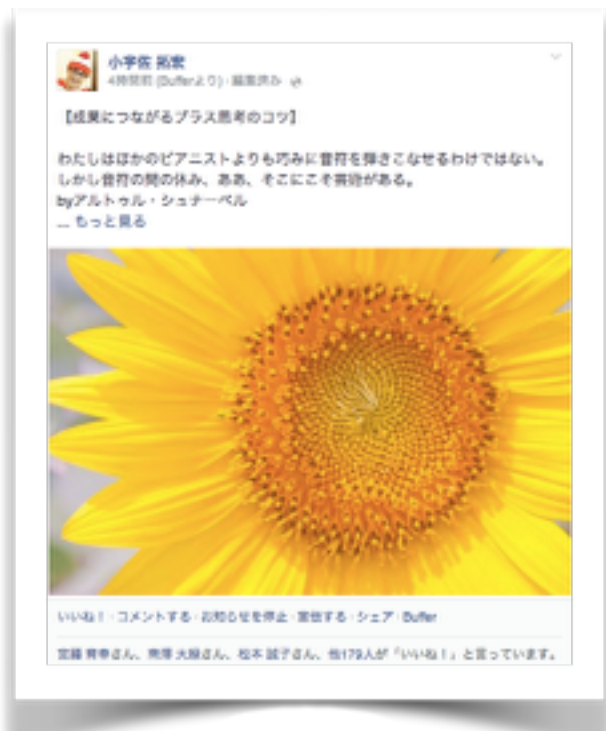 小宇佐 拓宏
4時間前 (Bufferより)・編集済み
【成果につながるプラス思考のコツ】
わたしはほかのピアニストよりも巧みに音符を弾きこなせるわけではない。
しかし音符の間の休み、ああ、そこにこそ芸術がある。
byアルトゥル・シュナーベル
... もっと見る
いいね！・コメントする・お知らせを停止・宣伝する・シェア・Buffer
さん、さん、松本 誠子さん、他179人が「いいね！」と言っています。